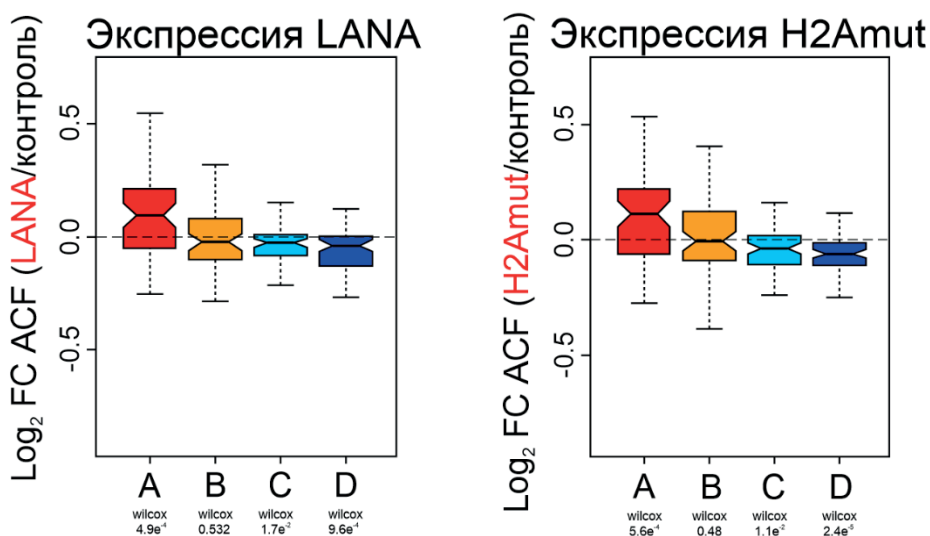 Экспрессия LANA
Log₂ FC ACF (LANA/контроль)
0.5
0.0
-0.5
A B C D
wilcox wilcox wilcox wilcox
4.9e⁻⁴ 0.532 1.7e⁻² 9.6e⁻⁴
Экспрессия H2Amut
Log₂ FC ACF (H2Amut/контроль)
0.5
0.0
-0.5
A B C D
wilcox wilcox wilcox wilcox
5.6e⁻⁴ 0.48 1.1e⁻² 2.4e⁻⁵